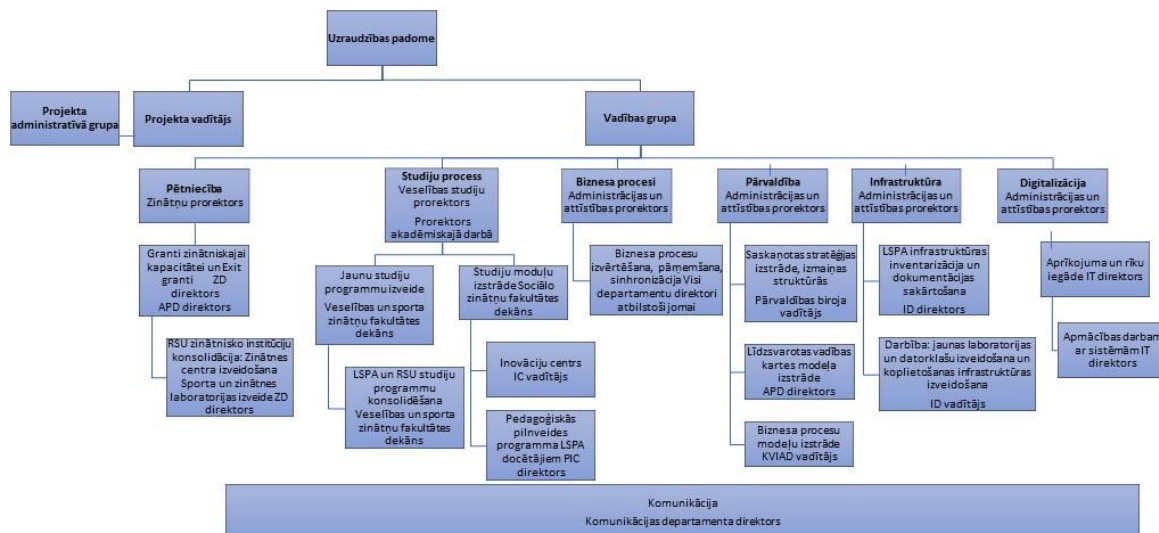 Uzraudzības padome
Projekta
administratīvā grupa
Projekta vadītājs
Vadības grupa
Pētniecība
Zinātņu prorektors
Studiju process
Veselības studiju
prorektors
Prorektors
akadēmiskajā darbā
Biznesa procesi
Administrācijas un
attīstības prorektors
Pārvaldība
Administrācijas un
attīstības prorektors
Infrastruktūra
Administrācijas un
attīstības prorektors
Digitalizācija
Administrācijas un
attīstības prorektors
Granti zinātniskajai
kapacitātei un Exit
granti ZD
direktors
APD direktors
RSU zinātnisko institūciju
konsolidācija: Zinātnes
centra izveidošana
Sporta un zinātnes
laboratorijas izveide ZD
direktors
Jaunu studiju
programmu izveide
Veselības un sporta
zinātņu fakultātes
dekāns
LSPA un RSU studiju
programmu
konsolidēšana
Veselības un sporta
zinātņu fakultātes
dekāns
Studiju moduļu
izstrāde Sociālo
zinātņu fakultātes
dekāns
Inovāciju centrs
IC vadītājs
Pedagoģiskās
pilnveides
programma LSPA
docētājiem PIC
direktors
Biznesa procesu
izvērtēšana, pārņemšana,
sinhronizācija Visi
departamentu direktori
atbilstoši jomai
Saskaņotas stratēģijas
izstrāde, izmaiņas
struktūrās
Pārvaldības biroja
vadītājs
Līdzsvarotas vadības
kartes modeļa
izstrāde
APD direktors
Biznesa procesu
modeļu izstrāde
KVIAD vadītājs
LSPA infrastruktūras
inventarizācija un
dokumentācijas
sakārtošana
ID direktors
Darbība: jaunas laboratorijas
un datorklašu izveidošana un
koplietošanas infrastruktūras
izveidošana
ID vadītājs
Aprīkojuma un rīku
iegāde IT direktors
Apmācības darbam
ar sistēmām IT
direktors
Komunikācija
Komunikācijas departamenta direktors